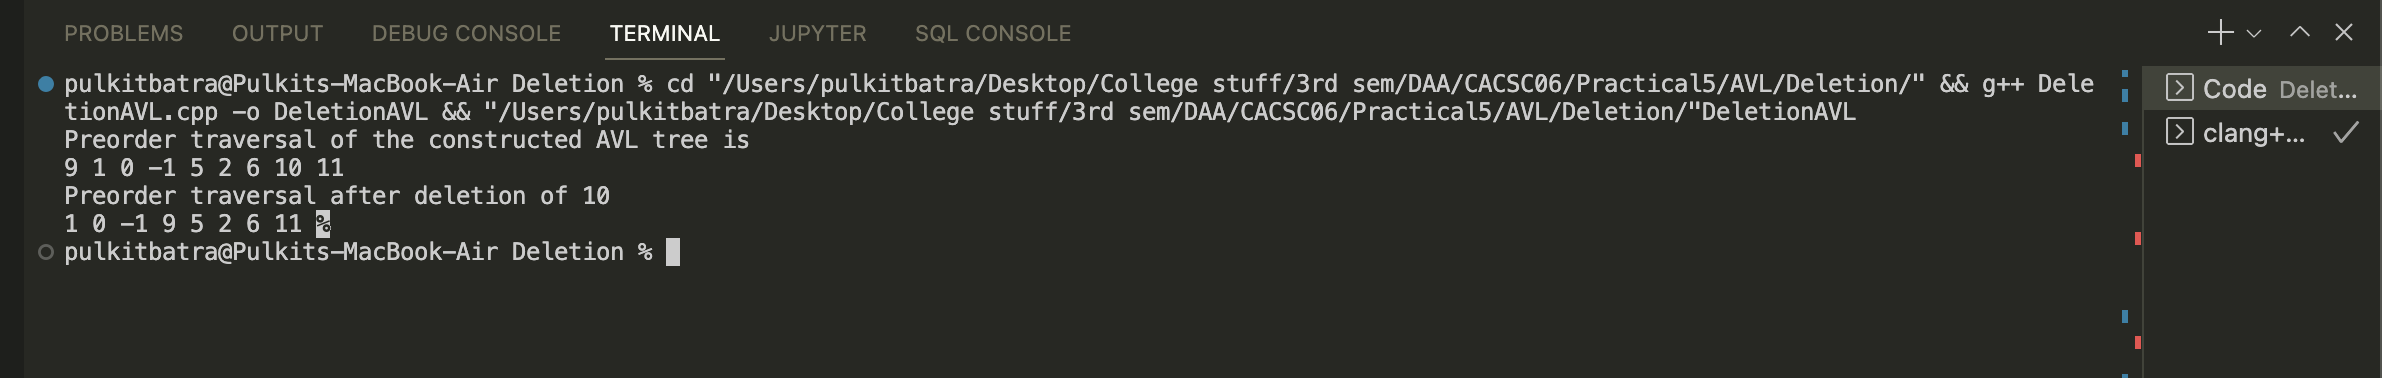 PROBLEMS OUTPUT DEBUG CONSOLE TERMINAL JUPYTER SQL CONSOLE
pulkitbatra@Pulkits-MacBook-Air Deletion % cd "/Users/pulkitbatra/Desktop/College stuff/3rd sem/DAA/CACSC06/Practical5/AVL/Deletion/" && g++ Dele
tionAVL.cpp -o DeletionAVL && "/Users/pulkitbatra/Desktop/College stuff/3rd sem/DAA/CACSC06/Practical5/AVL/Deletion/"DeletionAVL
Preorder traversal of the constructed AVL tree is
9 1 0 -1 5 2 6 10 11
Preorder traversal after deletion of 10
1 0 -1 9 5 2 6 11 %
pulkitbatra@Pulkits-MacBook-Air Deletion %
Code Delet...
clang+...